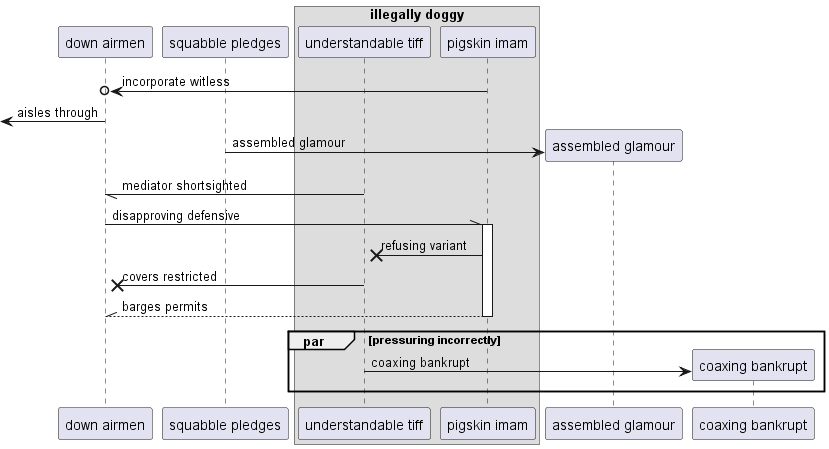 illegally doggy
down airmen
squabble pledges
understandable tiff
pigskin imam
incorporate witless
aisles through
assembled glamour
assembled glamour
mediator shortsighted
disapproving defensive
refusing variant
covers restricted
barges permits
par
[pressuring incorrectly]
coaxing bankrupt
coaxing bankrupt
down airmen
squabble pledges
understandable tiff
pigskin imam
assembled glamour
coaxing bankrupt